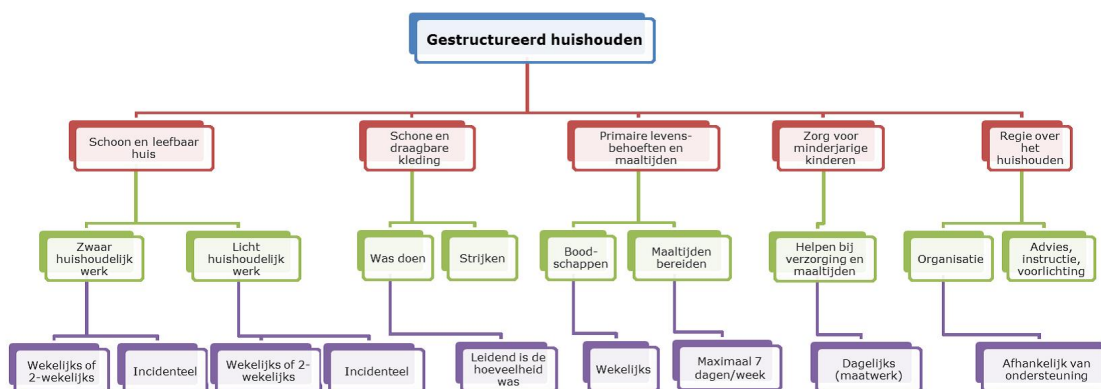 Gestructureerd huishouden
Schoon en leefbaar
huis
Schone en
draagbare
kleding
Primaire levens-
behoeften en
maaltijden
Zorg voor
minderjarige
kinderen
Regie over
het
huishouden
Zwaar
huishoudelijk
werk
Licht
huishoudelijk
werk
Was doen
Strijken
Bood-
schappen
Maaltijden
bereiden
Helpen bij
verzorging en
maaltijden
Organisatie
Advies,
instructie,
voorlichting
Wekelijks of
2-wekelijks
Incidenteel
Wekelijks of 2-
wekelijks
Incidenteel
Leidend is de
hoeveelheid
was
Wekelijks
Maximaal 7
dagen/week
Dagelijks
(maatwerk)
Afhankelijk van
ondersteuning